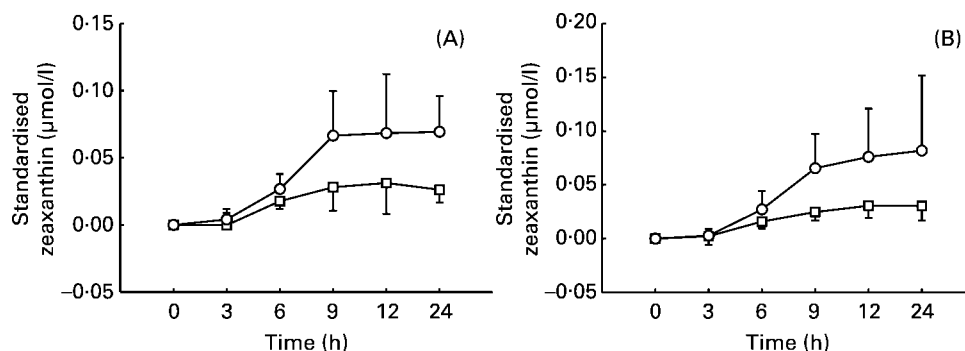 0·15
0·10
0·05
0·00
−0·05
Standardised
zeaxanthin (μmol/l)
(A)
0 3 6 9 12 24
Time (h)
0·20
0·15
0·10
0·05
0·00
−0·05
Standardised
zeaxanthin (μmol/l)
(B)
0 3 6 9 12 24
Time (h)